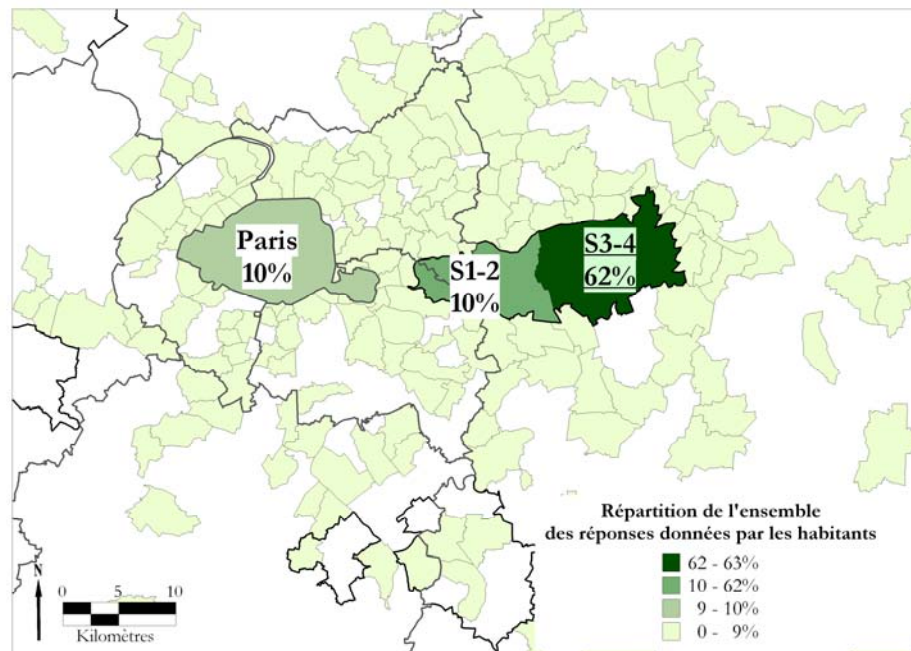 Paris
10%
S1-2
10%
S3-4
62%
Répartition de l'ensemble
des réponses données par les habitants
62 - 63%
10 - 62%
9 - 10%
0 - 9%
N
0 5 10
Kilomètres